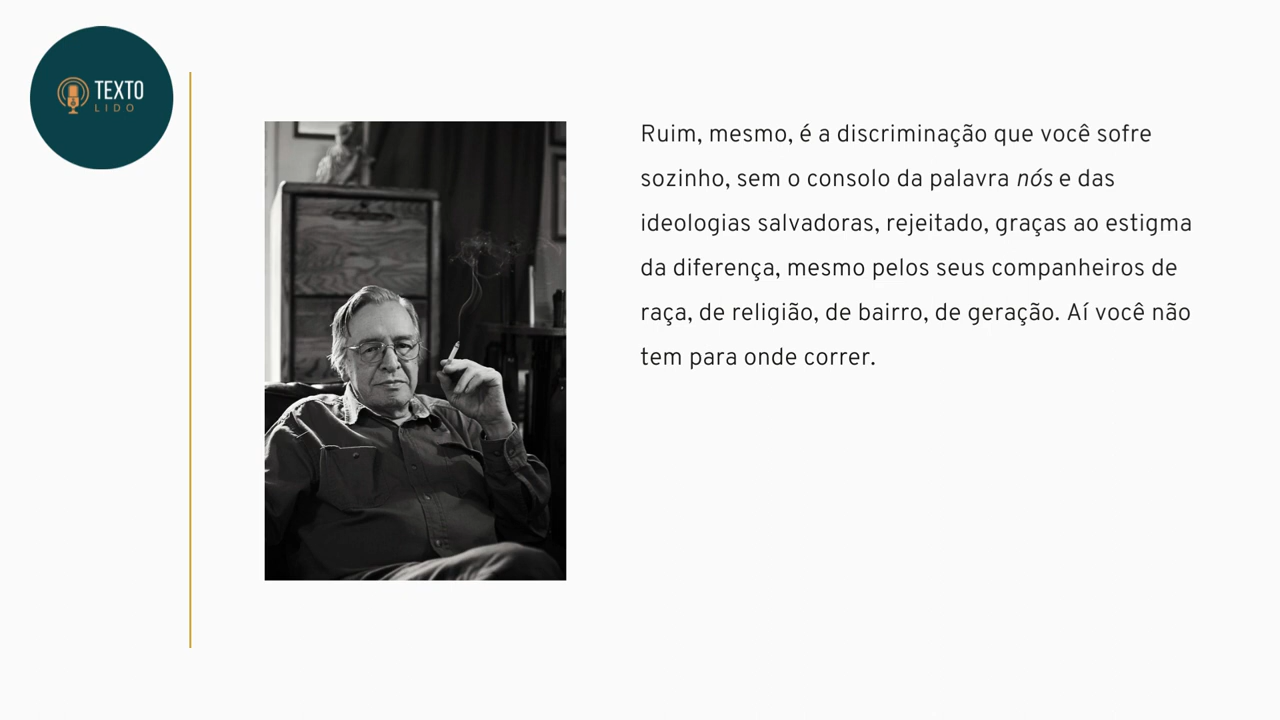 TEXTO
LIDO
Ruim, mesmo, é a discriminação que você sofre
sozinho, sem o consolo da palavra nós e das
ideologias salvadoras, rejeitado, graças ao estigma
da diferença, mesmo pelos seus companheiros de
raça, de religião, de bairro, de geração. Aí você não
tem para onde correr.